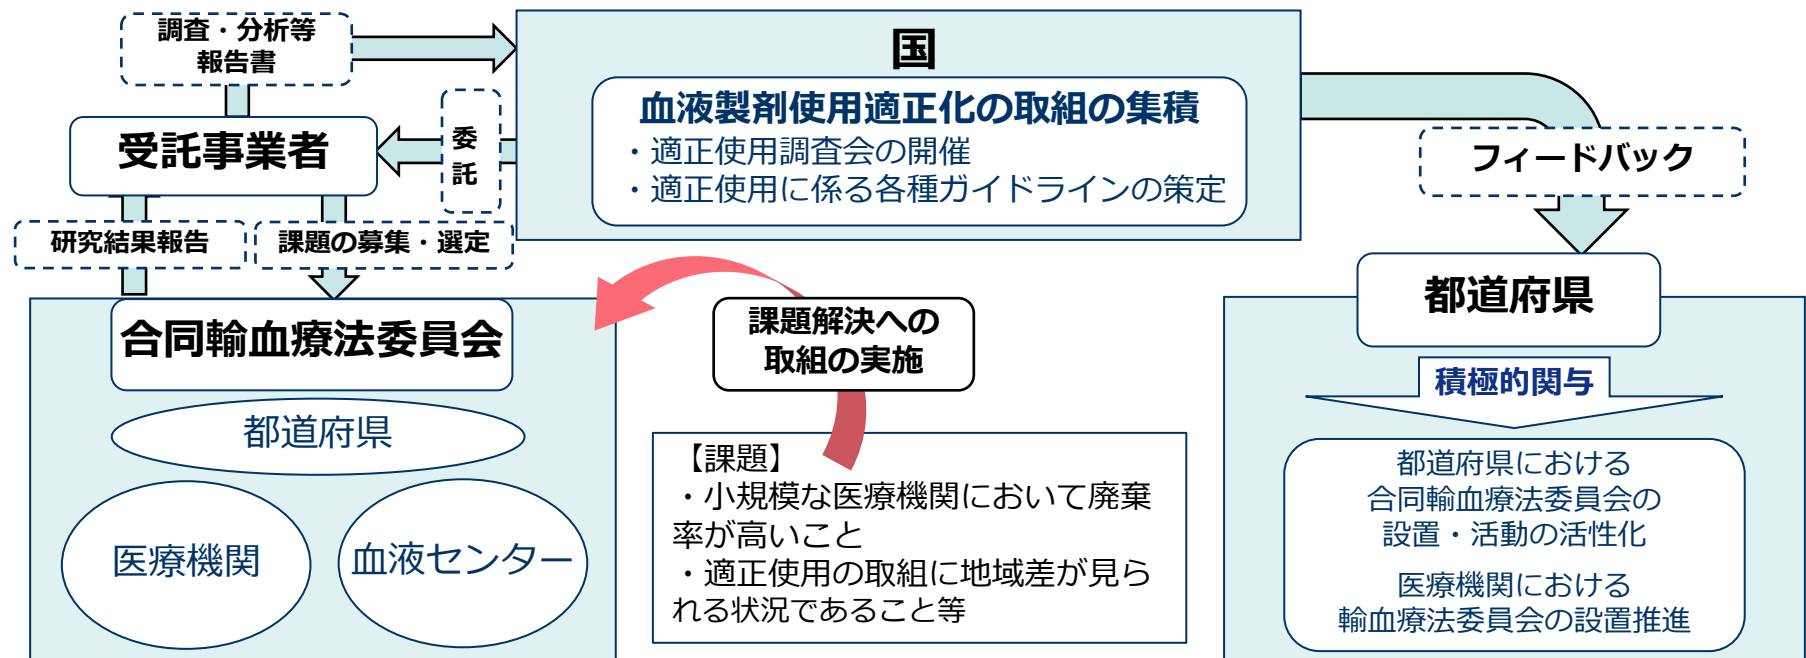 調査・分析等
報告書
国
血液製剤使用適正化の取組の集積
・適正使用調査会の開催
・適正使用に係る各種ガイドラインの策定
委
託
受託事業者
フィードバック
研究結果報告
課題の募集・選定
合同輸血療法委員会
都道府県
医療機関
血液センター
課題解決への
取組の実施
【課題】
・小規模な医療機関において廃棄
率が高いこと
・適正使用の取組に地域差が見ら
れる状況であること等
都道府県
積極的関与
都道府県における
合同輸血療法委員会の
設置・活動の活性化
医療機関における
輸血療法委員会の設置推進